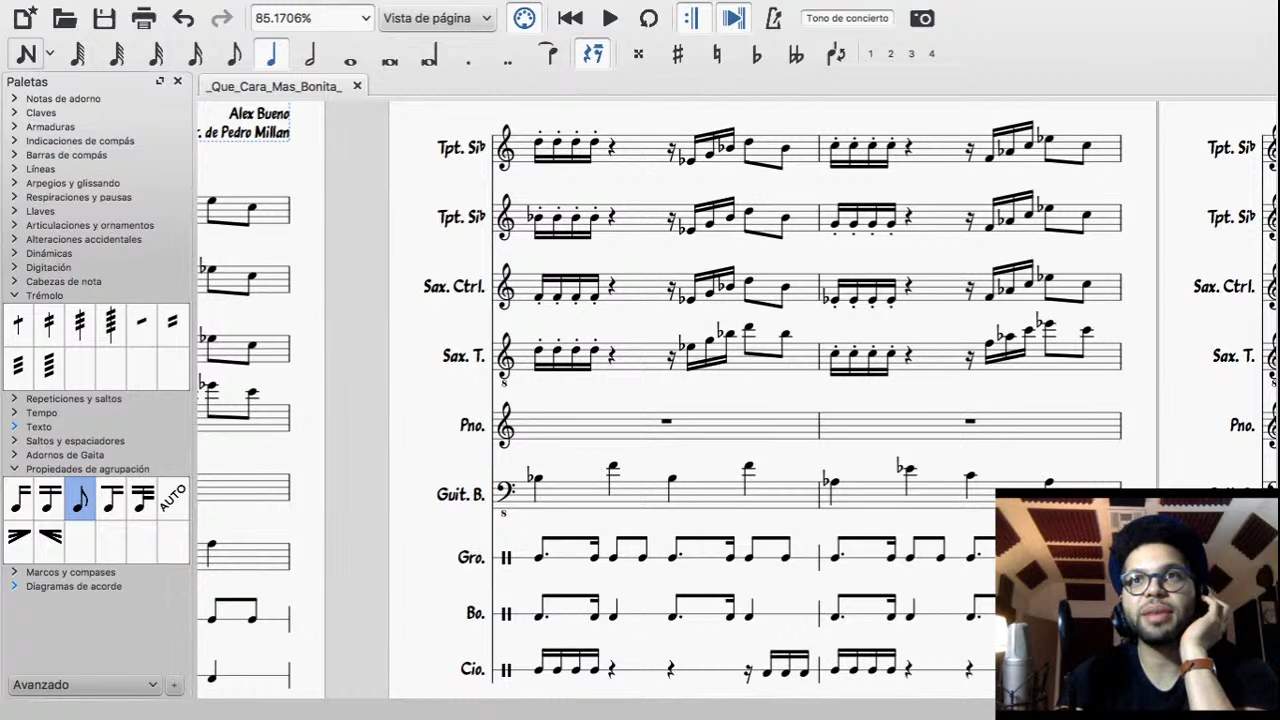 85.1706%
Vista de página
Tono de concierto
1 2 3 4
Paletas
Notas de adorno
Claves
Armaduras
Indicaciones de compás
Barras de compás
Líneas
Arpegios y glissando
Respiraciones y pausas
Llaves
Articulaciones y ornamentos
Alteraciones accidentales
Dinámicas
Digitación
Cabezas de nota
Trémolo
Repeticiones y saltos
Tempo
Texto
Saltos y espaciadores
Adornos de Gaita
Propiedades de agrupación
AUTO
Marcos y compases
Diagramas de acorde
Avanzado
+
_Que_Cara_Mas_Bonita_
Alex Bueno
. de Pedro Millan
Tpt. Si♭
Tpt. Si♭
Sax. Ctrl.
Sax. T.
Pno.
Guit. B.
Gro.
Bo.
Cio.
Tpt. Si♭
Tpt. Si♭
Sax. Ctrl.
Sax. T.
Pno.